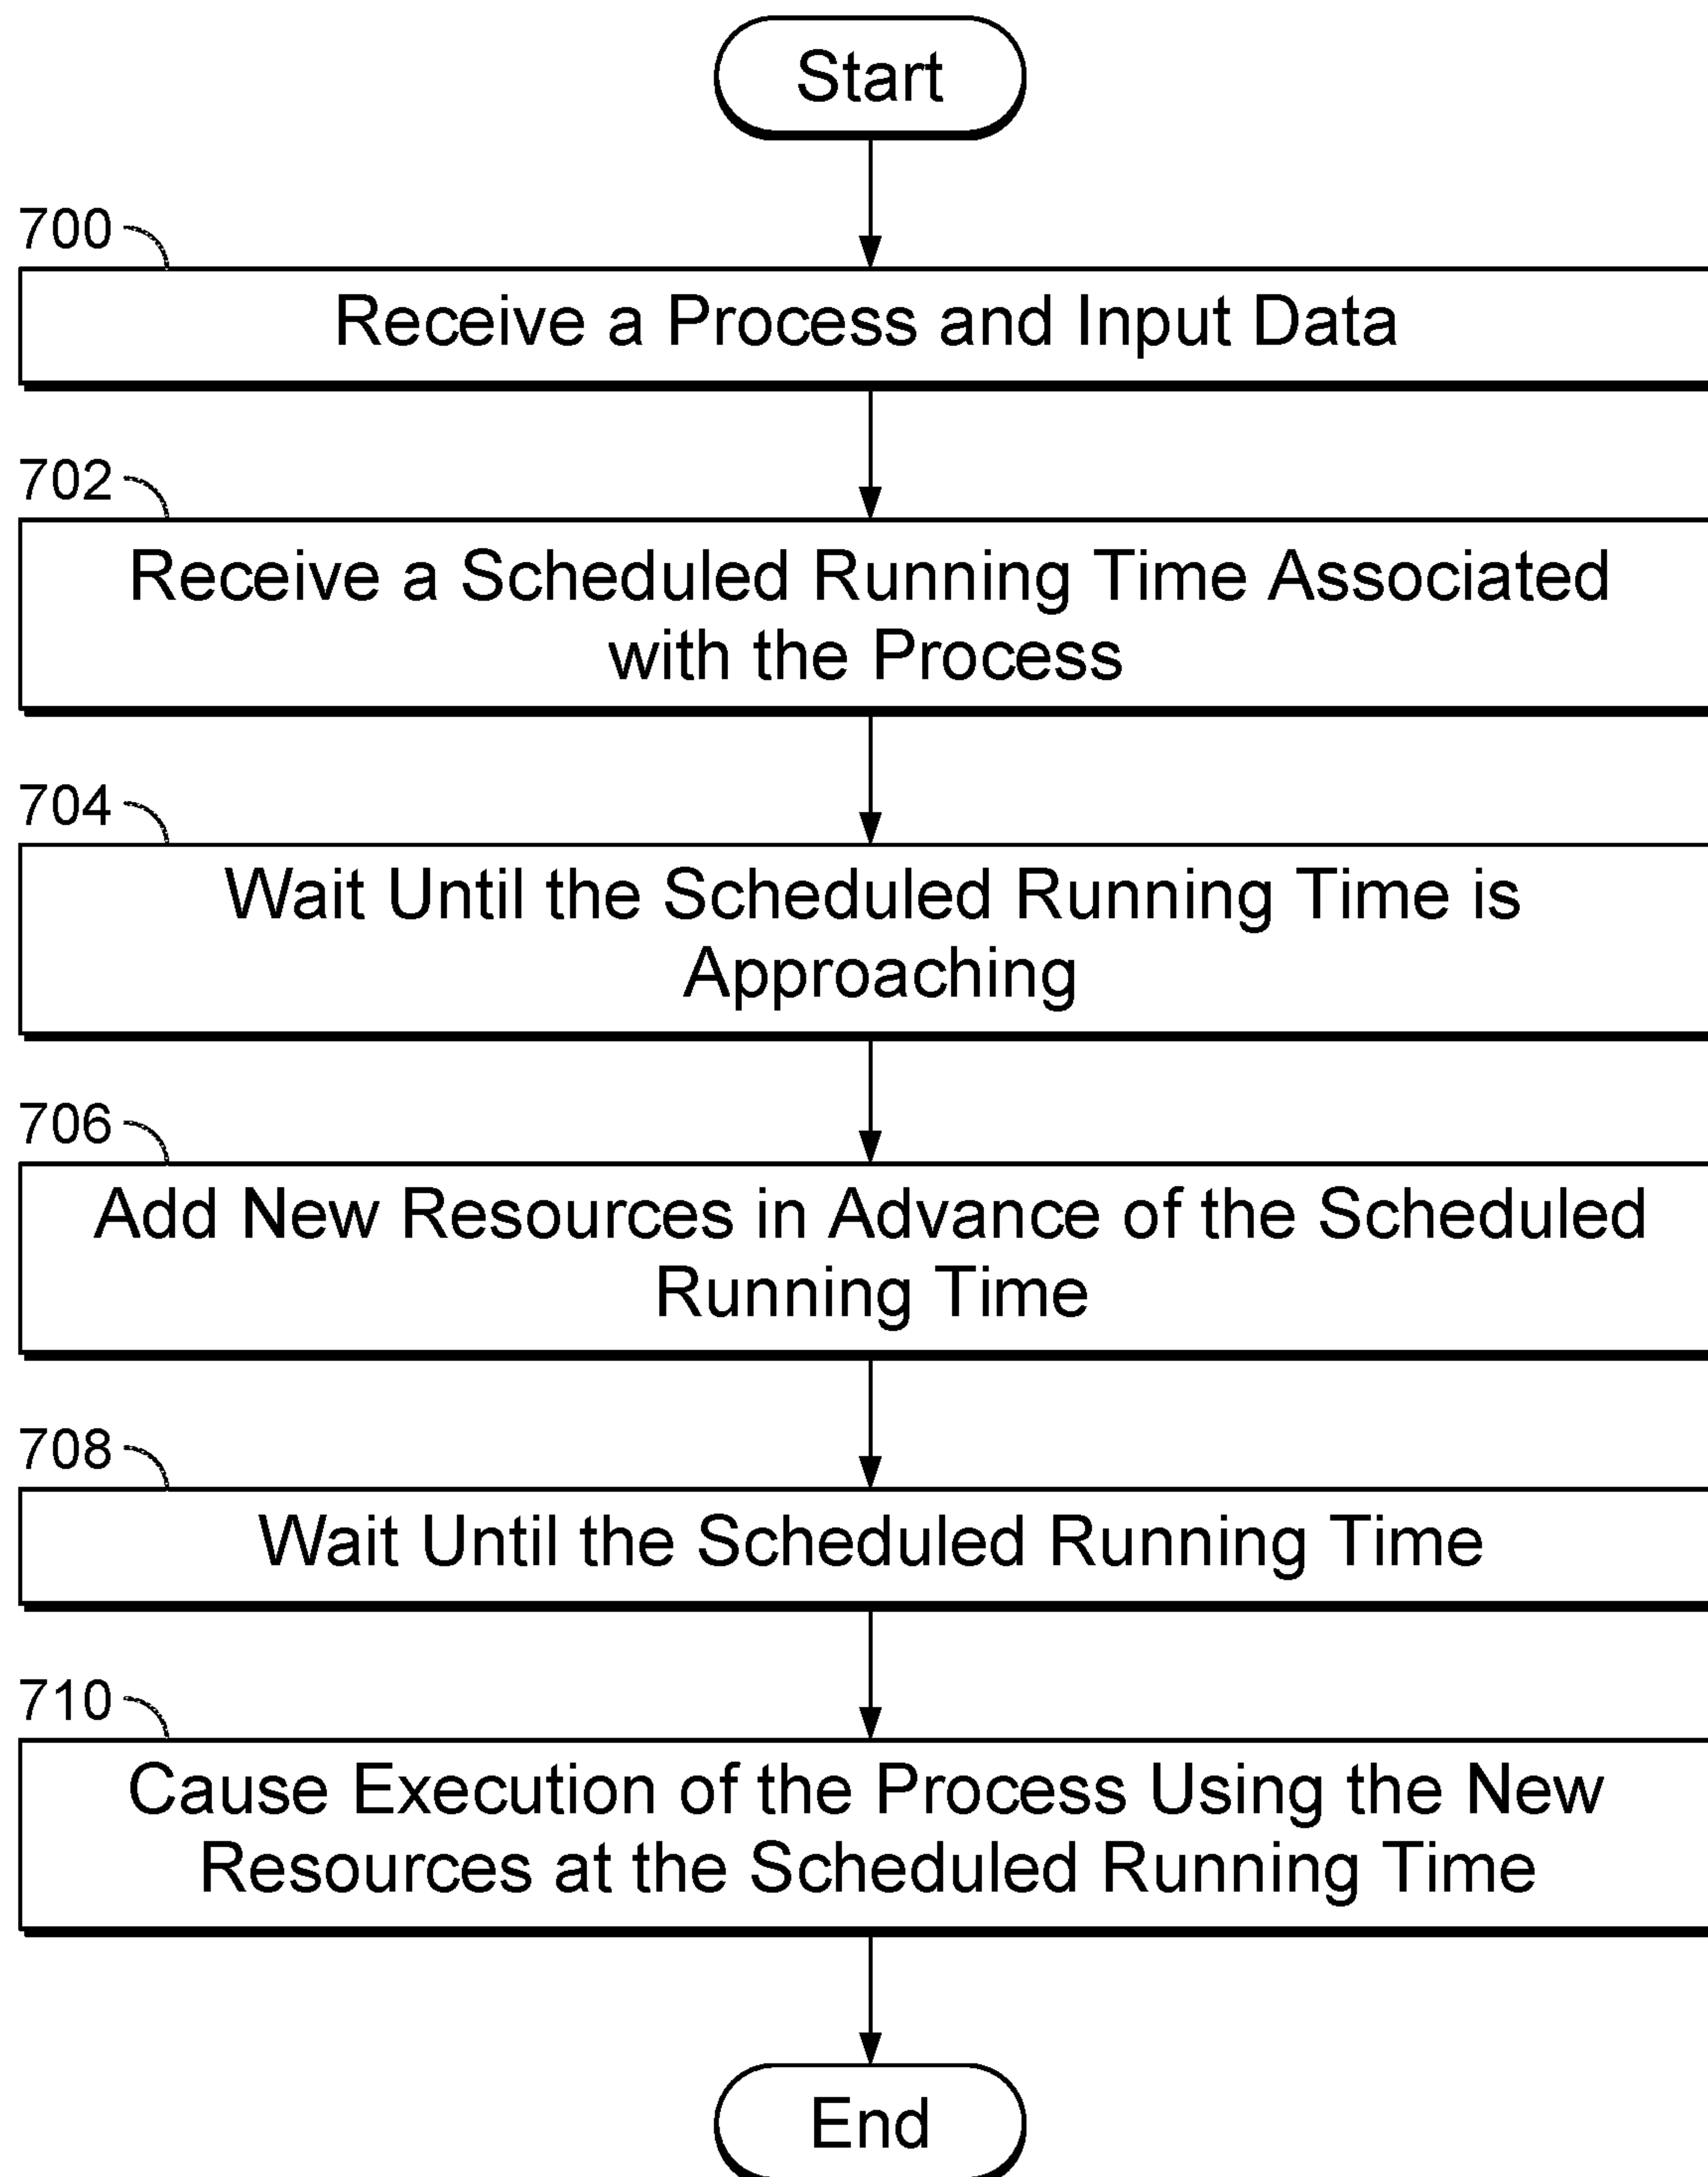 Start
700
Receive a Process and Input Data
702
Receive a Scheduled Running Time Associated
with the Process
704
Wait Until the Scheduled Running Time is
Approaching
706
Add New Resources in Advance of the Scheduled
Running Time
708
Wait Until the Scheduled Running Time
710
Cause Execution of the Process Using the New
Resources at the Scheduled Running Time
End